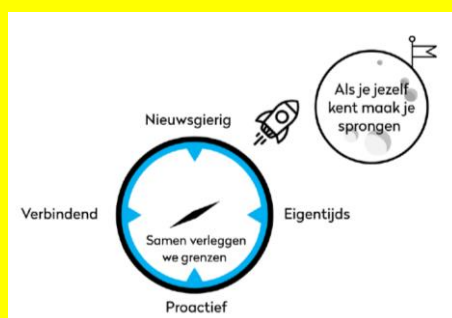 Als je jezelf
kent maak je
sprongen
Nieuwsgierig
Verbindend
Eigentijds
Samen verleggen
we grenzen
Proactief